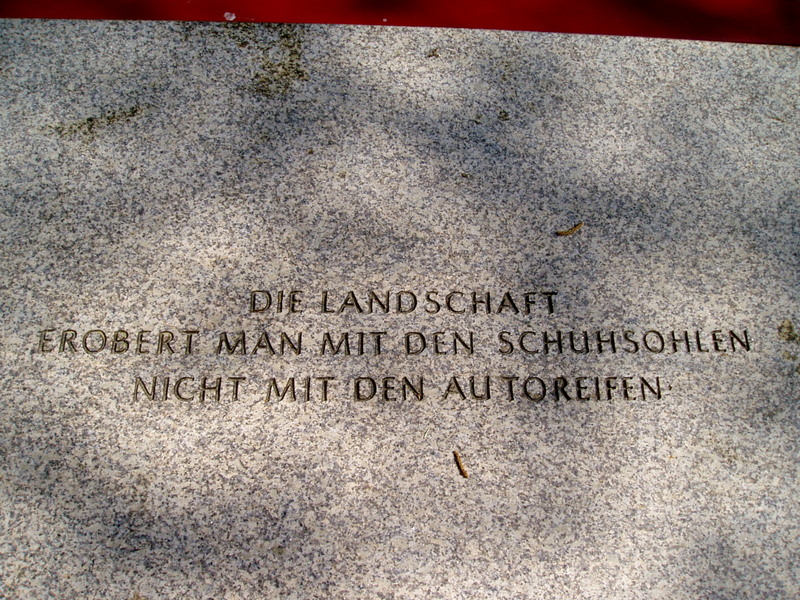 DIE LANDSCHAFT
EROBERT MAN MIT DEN SCHUHSOHLEN
NICHT MIT DEN AUTOREIFEN